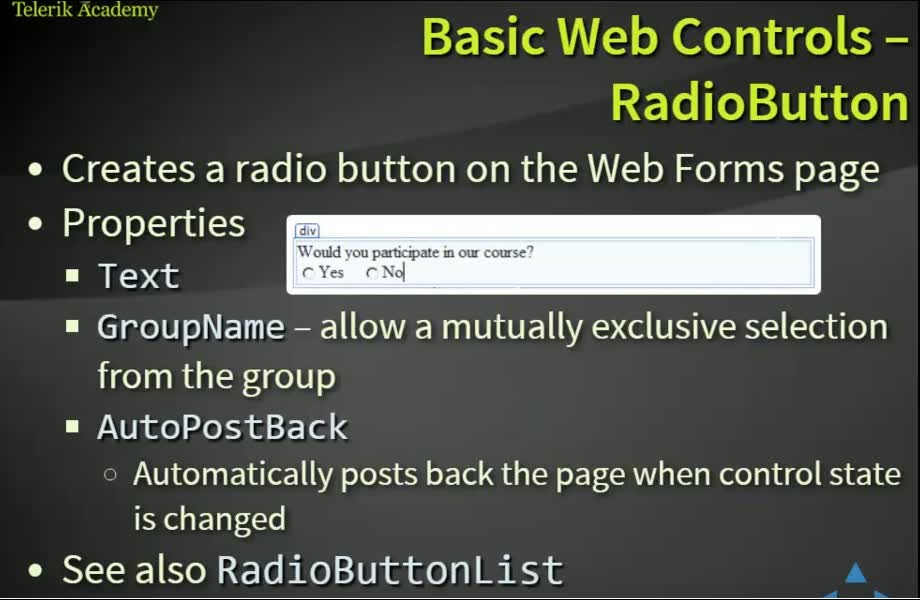 Telerik Academy
Basic Web Controls –
RadioButton
• Creates a radio button on the Web Forms page
• Properties
div
Would you participate in our course?
Yes No
▪ Text
▪ GroupName – allow a mutually exclusive selection
from the group
▪ AutoPostBack
○ Automatically posts back the page when control state
is changed
• See also RadioButtonList